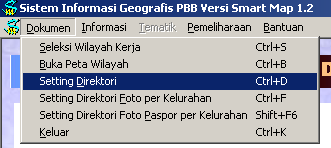 Sistem Informasi Geografis PBB Versi Smart Map 1.2
Dokumen Informasi Tematik Pemeliharaan Bantuan
Seleksi Wilayah Kerja Ctrl+S
Buka Peta Wilayah Ctrl+B
Setting Direktori Ctrl+D
Setting Direktori Foto per Kelurahan Ctrl+F
Setting Direktori Foto Paspor per Kelurahan Shift+F6
Keluar Ctrl+K